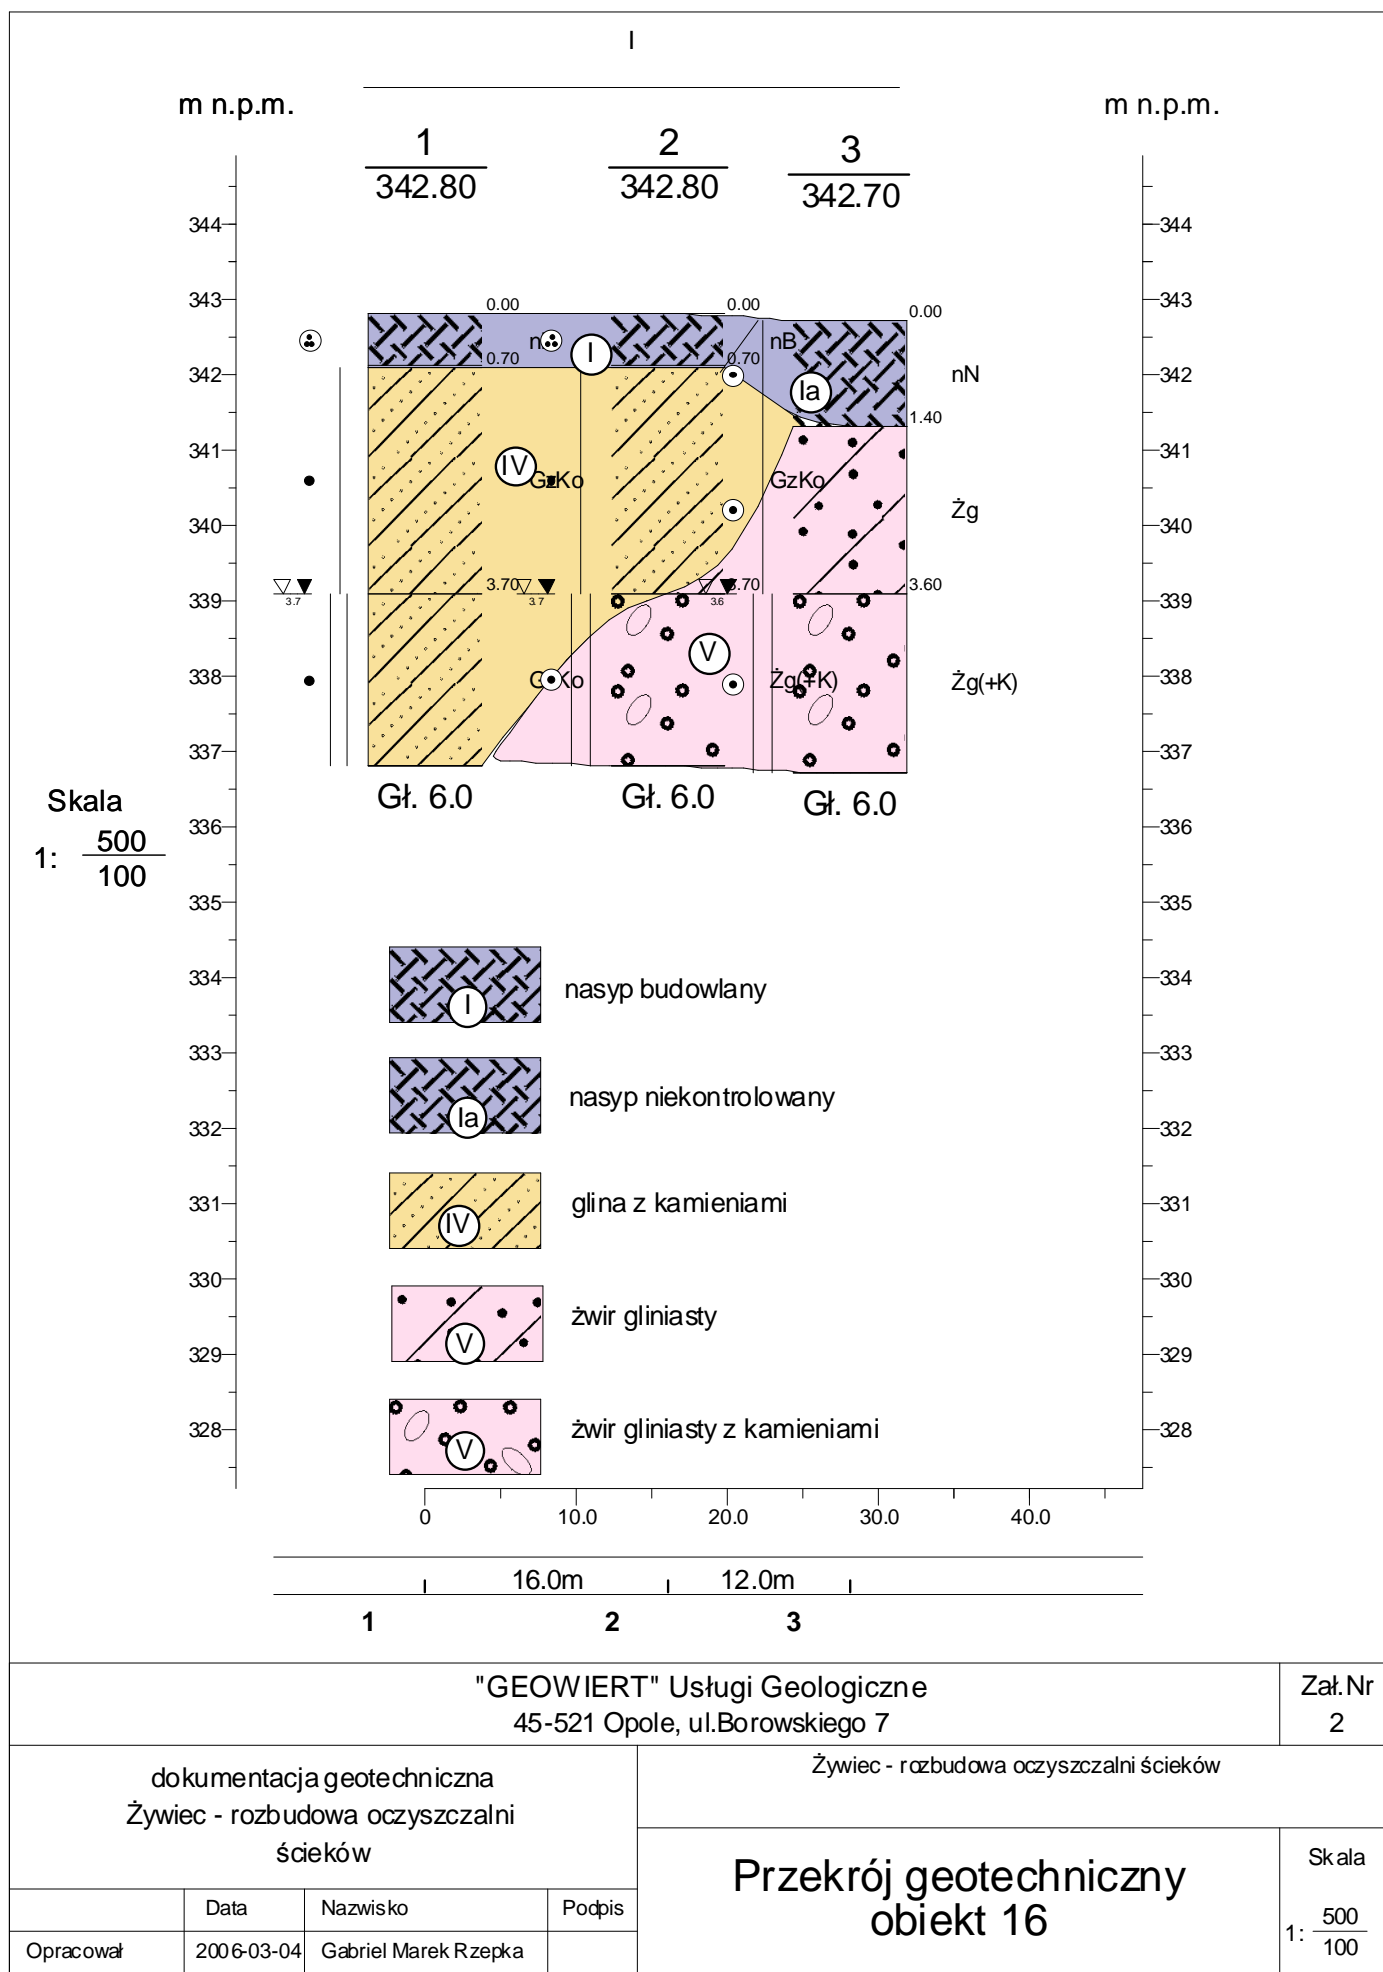 I
m n.p.m.
m n.p.m.
1
342.80
2
342.80
3
342.70
344
344
343
343
342
342
341
341
340
340
339
339
338
338
337
337
336
336
335
335
334
334
333
333
332
332
331
331
330
330
329
329
328
328
0.00
0.00
0.00
I
nB
0.70
0.70
Ia
nN
1.40
IV
GzKo
GzKo
Żg
3.70
3.70
3.60
3.7
3.7
3.6
V
GzKo
Żg(+K)
Żg(+K)
Gł. 6.0
Gł. 6.0
Gł. 6.0
Skala
1: 500
100
I
nasyp budowlany
Ia
nasyp niekontrolowany
IV
glina z kamieniami
V
żwir gliniasty
V
żwir gliniasty z kamieniami
0 10.0 20.0 30.0 40.0
16.0m 12.0m
1 2 3
"GEOWIERT" Usługi Geologiczne
45-521 Opole, ul.Borowskiego 7
Zał.Nr
2
dokumentacja geotechniczna
Żywiec - rozbudowa oczyszczalni
ścieków
Żywiec - rozbudowa oczyszczalni ścieków
Przekrój geotechniczny
obiekt 16
Skala
1: 500
100
Data Nazwisko Podpis
Opracował 2006-03-04 Gabriel Marek Rzepka